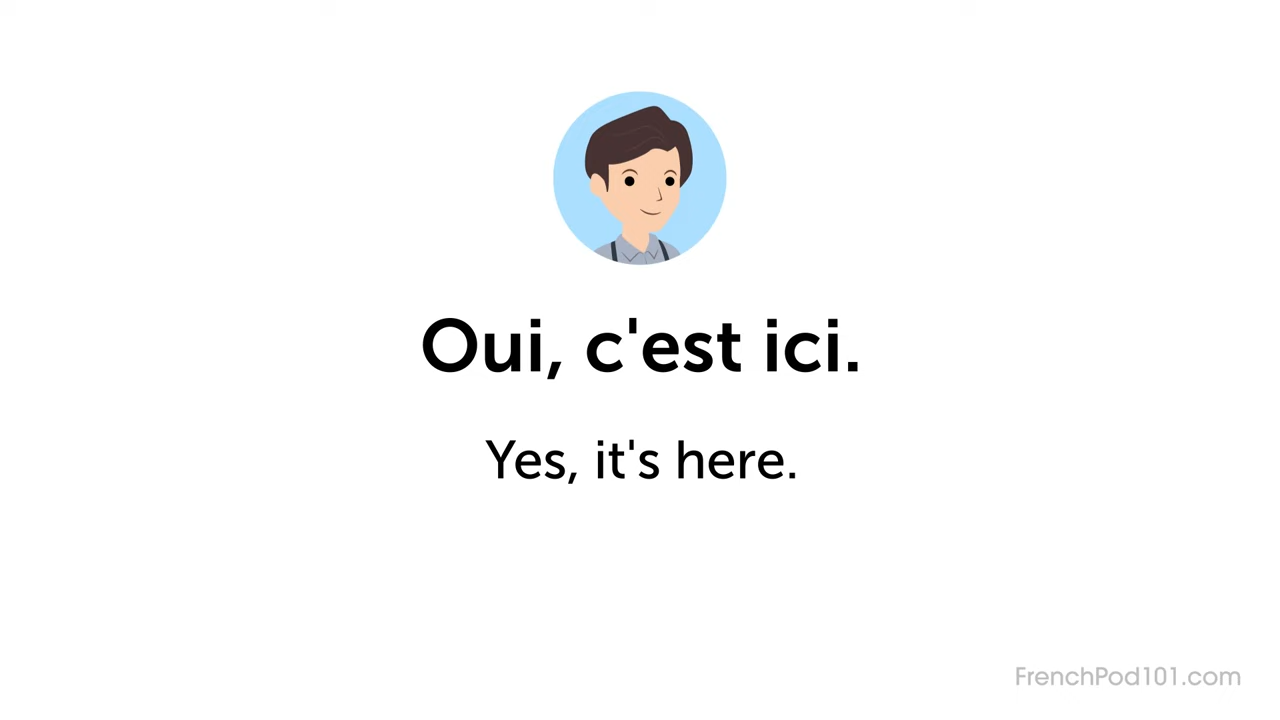 Oui, c'est ici.
Yes, it's here.
FrenchPod101.com